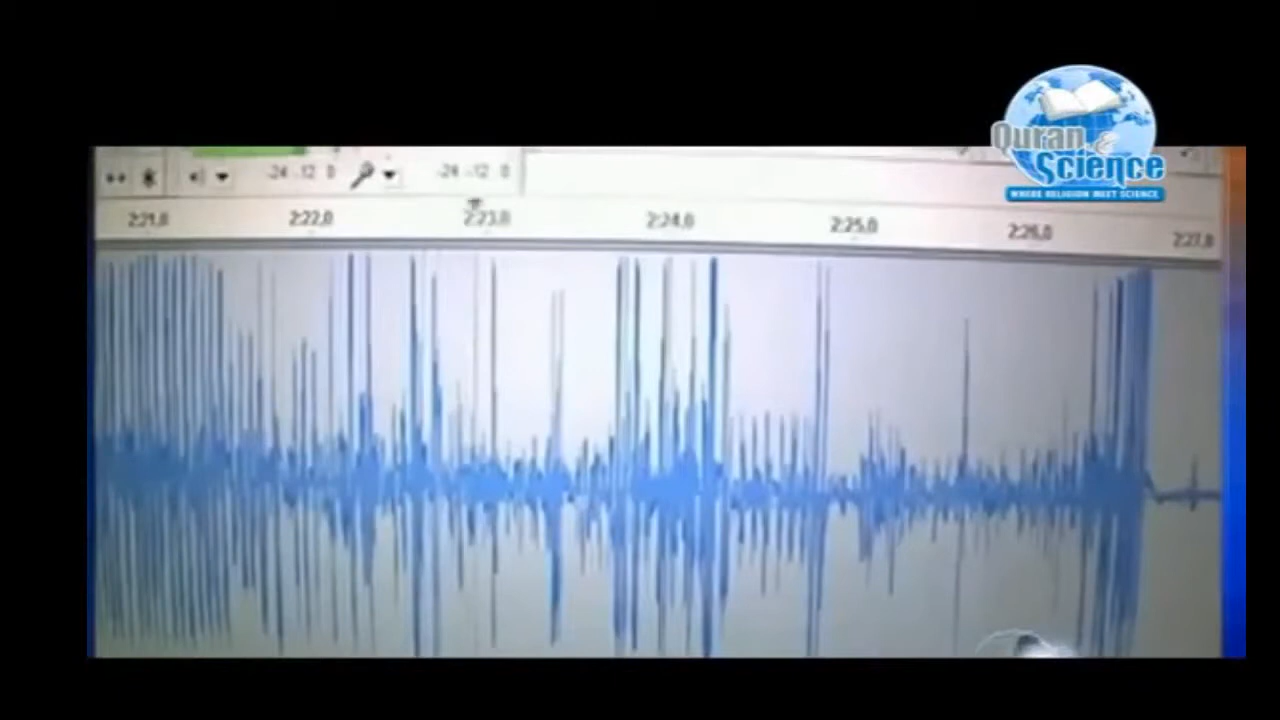 Quran &
Science
WHERE RELIGION MEET SCIENCE
-24 -12 0 -24 -12 0
2:21.0 2:22.0 2:23.0 2:24.0 2:25.0 2:26.0 2:27.0